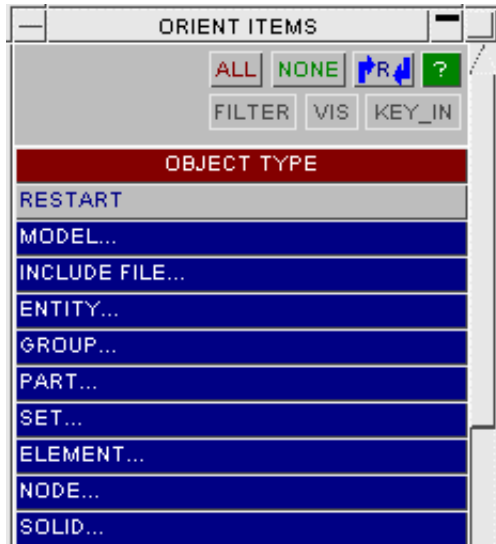 ORIENT ITEMS
ALL NONE R ?
FILTER VIS KEY_IN
OBJECT TYPE
RESTART
MODEL...
INCLUDE FILE...
ENTITY...
GROUP...
PART...
SET...
ELEMENT...
NODE...
SOLID...